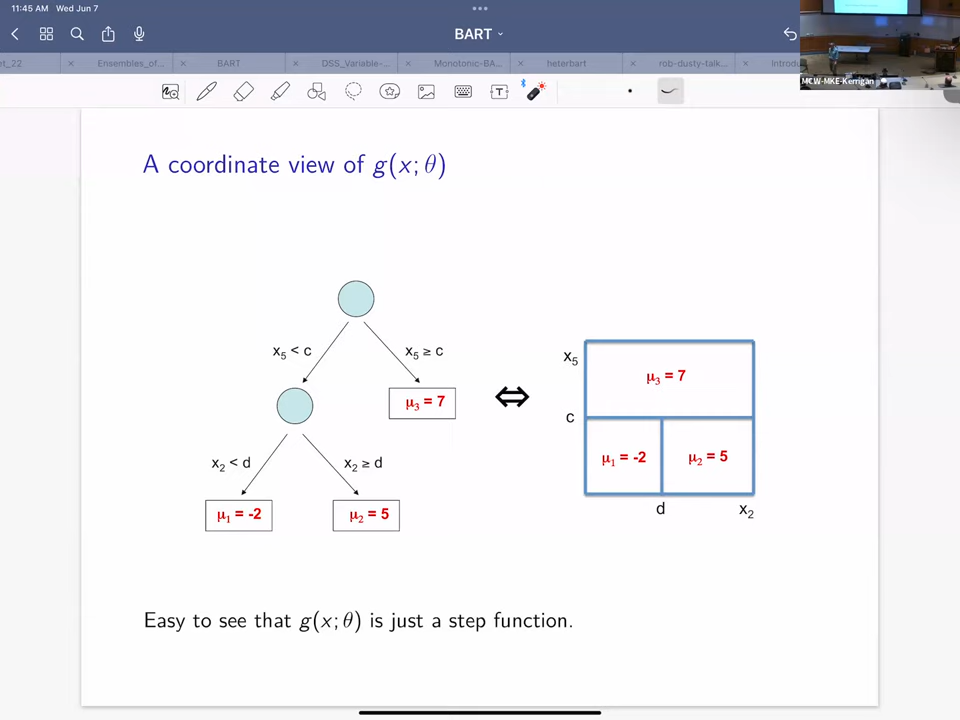 11:45 AM Wed Jun 7
BART
et_22
Ensembles_of...
BART
DSS_Variable-...
Monotonic-BA...
heterbart
rob-dusty-talk...
Introdu
MCW-MKE-Kerrigan
A coordinate view of g(x; θ)
x₅ < c
x₅ ≥ c
μ₃ = 7
x₂ < d
x₂ ≥ d
μ₁ = -2
μ₂ = 5
⇔
x₅
μ₃ = 7
c
μ₁ = -2
μ₂ = 5
d
x₂
Easy to see that g(x; θ) is just a step function.